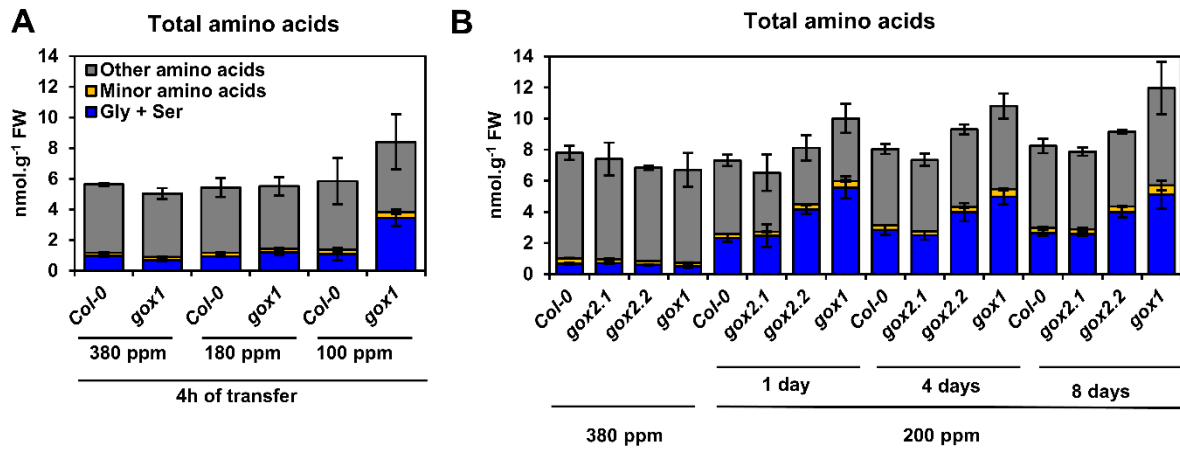 A
Total amino acids
nmol.g⁻¹ FW
14
12
10
8
6
4
2
0
Other amino acids
Minor amino acids
Gly + Ser
Col-0
gox1
Col-0
gox1
Col-0
gox1
380 ppm
180 ppm
100 ppm
4h of transfer
B
Total amino acids
nmol.g⁻¹ FW
14
12
10
8
6
4
2
0
Col-0
gox2.1
gox2.2
gox1
Col-0
gox2.1
gox2.2
gox1
Col-0
gox2.1
gox2.2
gox1
Col-0
gox2.1
gox2.2
gox1
1 day
4 days
8 days
380 ppm
200 ppm